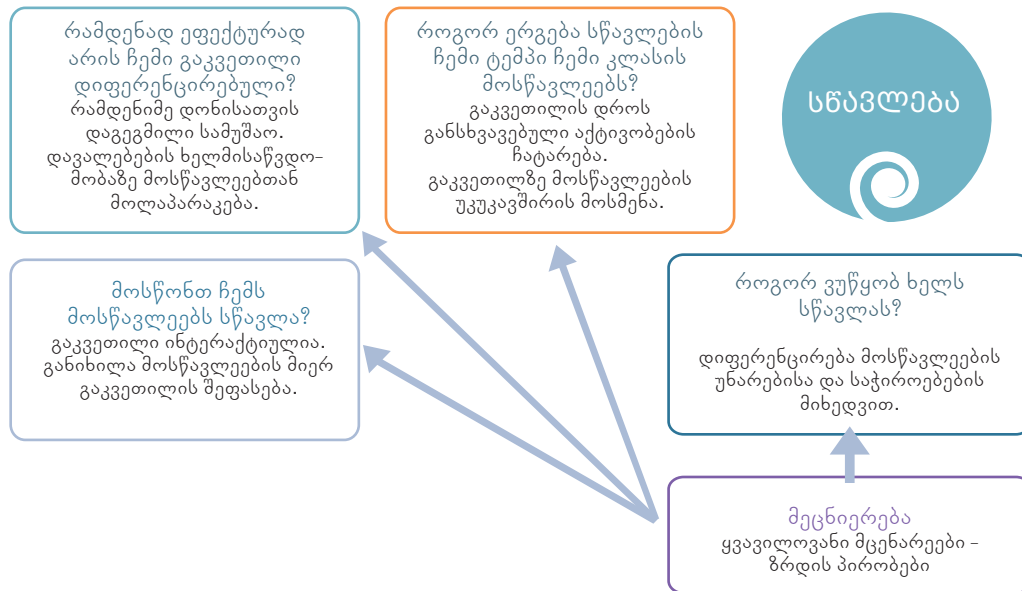 რამდენად ეფექტურად
არის ჩემი გაკვეთილი
დიფერენცირებული?
რამდენიმე დონისათვის
დაგეგმილი სამუშაო.
დავალებების ხელმისაწვდო-
მობაზე მოსწავლეებთან
მოლაპარაკება.
როგორ ერგება სწავლების
ჩემი ტემპი ჩემი კლასის
მოსწავლეებს?
გაკვეთილის დროს
განსხვავებული აქტივობების
ჩატარება.
გაკვეთილზე მოსწავლეების
უკუკავშირის მოსმენა.
სწავლება
მოსწონთ ჩემს
მოსწავლეებს სწავლა?
გაკვეთილი ინტერაქტიულია.
განიხილა მოსწავლეების მიერ
გაკვეთილის შეფასება.
როგორ ვუწყობ ხელს
სწავლას?
დიფერენცირება მოსწავლეების
უნარებისა და საჭიროებების
მიხედვით.
მეცნიერება
ყვავილოვანი მცენარეები –
ზრდის პირობები